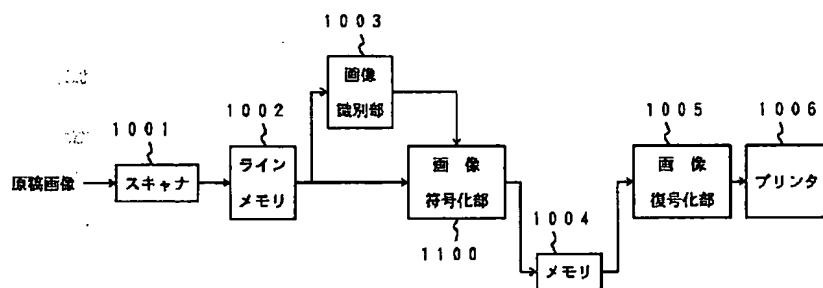 1003
画像
識別部
1002
1001
ライン
メモリ
原稿画像
スキャナ
画像
符号化部
1100
1004
メモリ
1005
画像
復号化部
1006
プリンタ